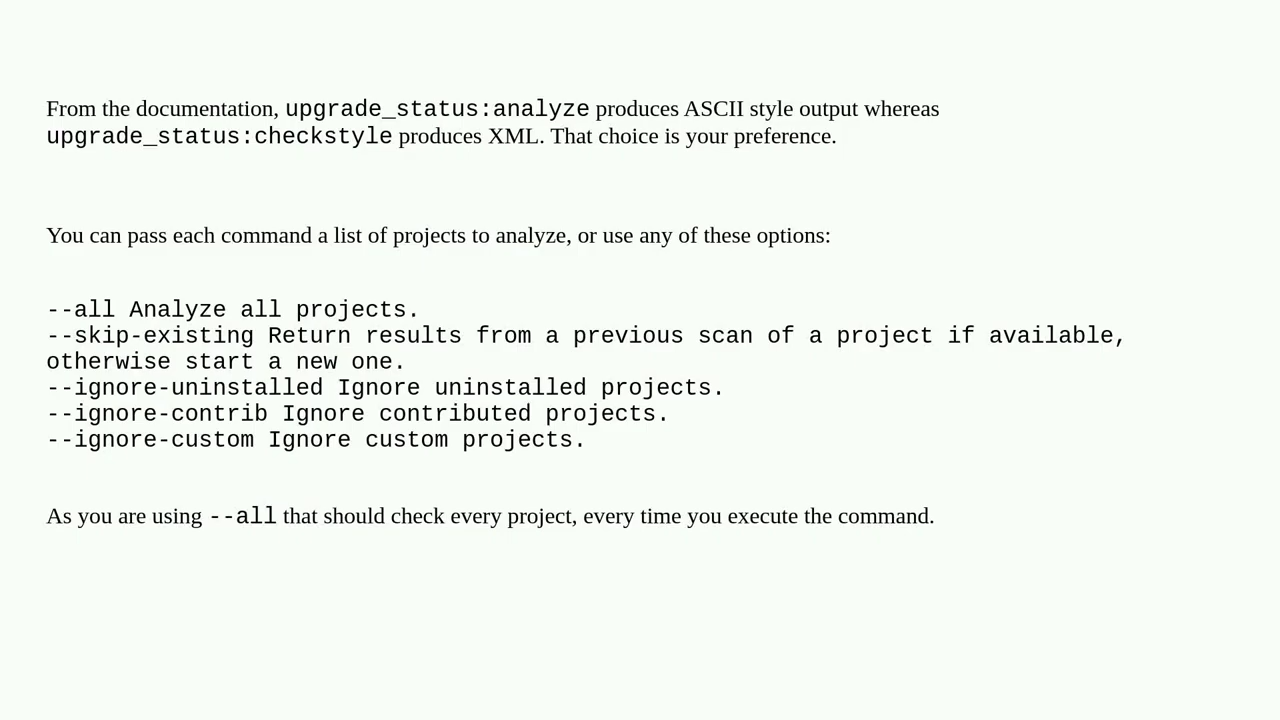 From the documentation, upgrade_status:analyze produces ASCII style output whereas
upgrade_status:checkstyle produces XML. That choice is your preference.
You can pass each command a list of projects to analyze, or use any of these options:
--all Analyze all projects.
--skip-existing Return results from a previous scan of a project if available,
otherwise start a new one.
--ignore-uninstalled Ignore uninstalled projects.
--ignore-contrib Ignore contributed projects.
--ignore-custom Ignore custom projects.
As you are using --all that should check every project, every time you execute the command.